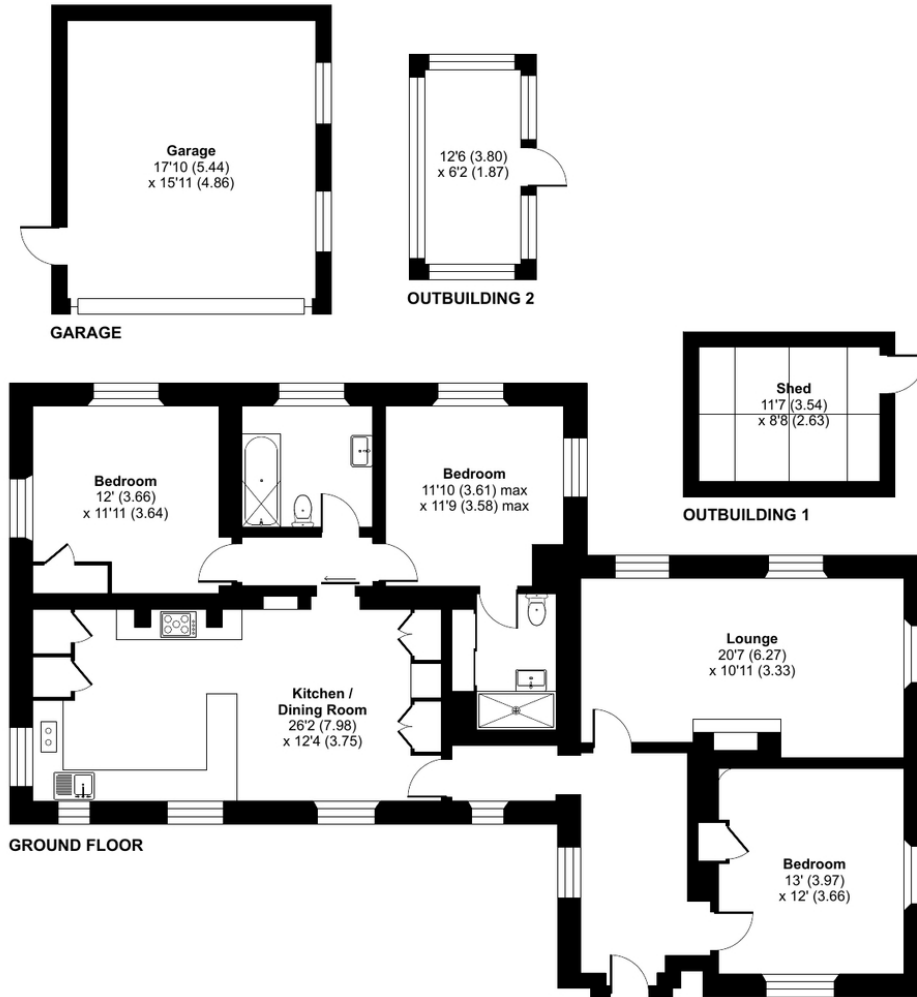 Garage
17'10 (5.44)
x 15'11 (4.86)
GARAGE
12'6 (3.80)
x 6'2 (1.87)
OUTBUILDING 2
Shed
11'7 (3.54)
x 8'8 (2.63)
OUTBUILDING 1
Bedroom
12' (3.66)
x 11'11 (3.64)
Bedroom
11'10 (3.61) max
x 11'9 (3.58) max
Lounge
20'7 (6.27)
x 10'11 (3.33)
Kitchen /
Dining Room
26'2 (7.98)
x 12'4 (3.75)
GROUND FLOOR
Bedroom
13' (3.97)
x 12' (3.66)